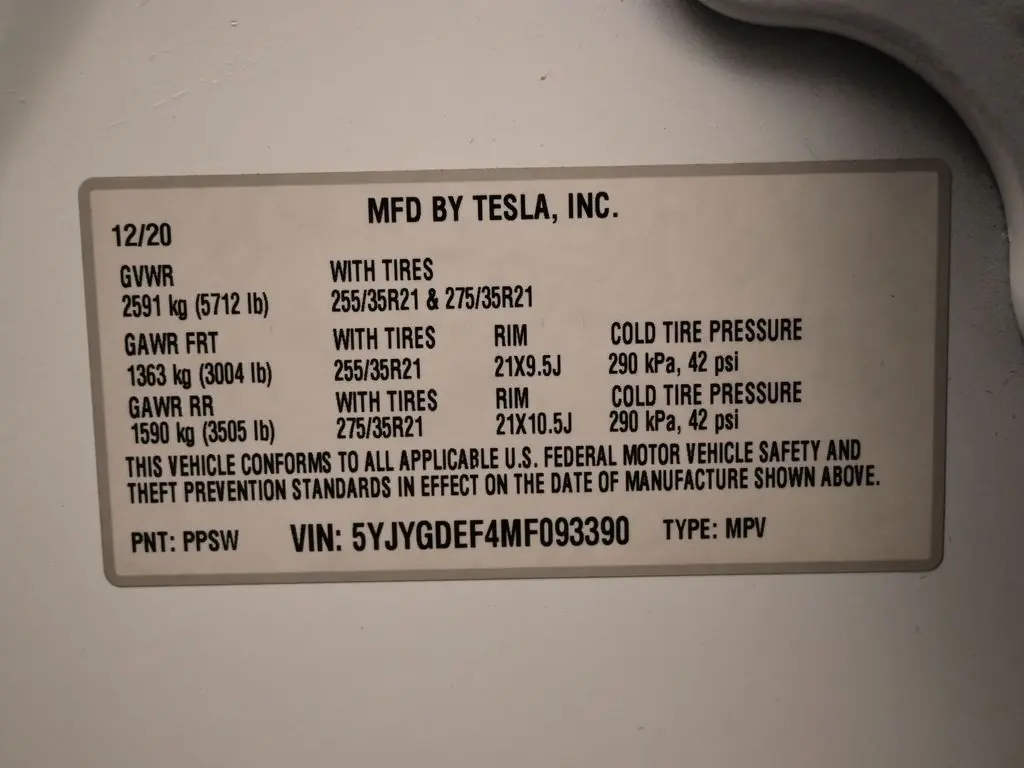 MFD BY TESLA, INC.
12/20
GVWR WITH TIRES
2591 kg (5712 lb) 255/35R21 & 275/35R21
GAWR FRT WITH TIRES RIM COLD TIRE PRESSURE
1363 kg (3004 lb) 255/35R21 21X9.5J 290 kPa, 42 psi
GAWR RR WITH TIRES RIM COLD TIRE PRESSURE
1590 kg (3505 lb) 275/35R21 21X10.5J 290 kPa, 42 psi
THIS VEHICLE CONFORMS TO ALL APPLICABLE U.S. FEDERAL MOTOR VEHICLE SAFETY AND
THEFT PREVENTION STANDARDS IN EFFECT ON THE DATE OF MANUFACTURE SHOWN ABOVE.
PNT: PPSW VIN: 5YJYGDEF4MF093390 TYPE: MPV